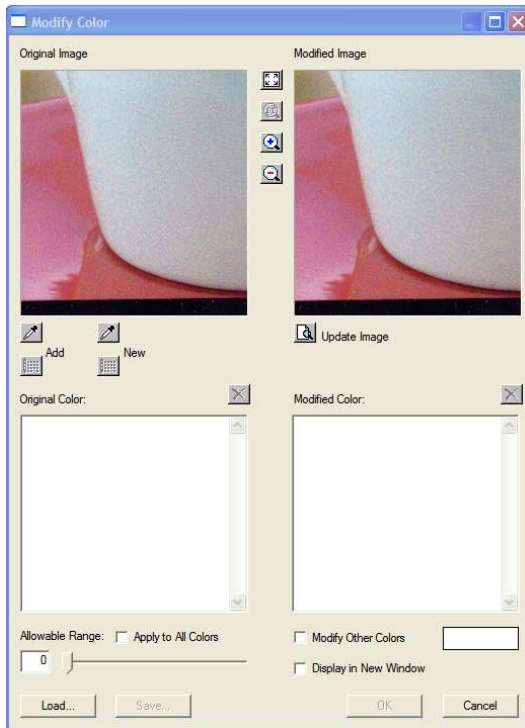 Modify Color
Original Image
Modified Image
Update Image
Add
New
Original Color:
Modified Color:
Allowable Range:
Apply to All Colors
0
Modify Other Colors
Display in New Window
Load...
Save...
OK
Cancel